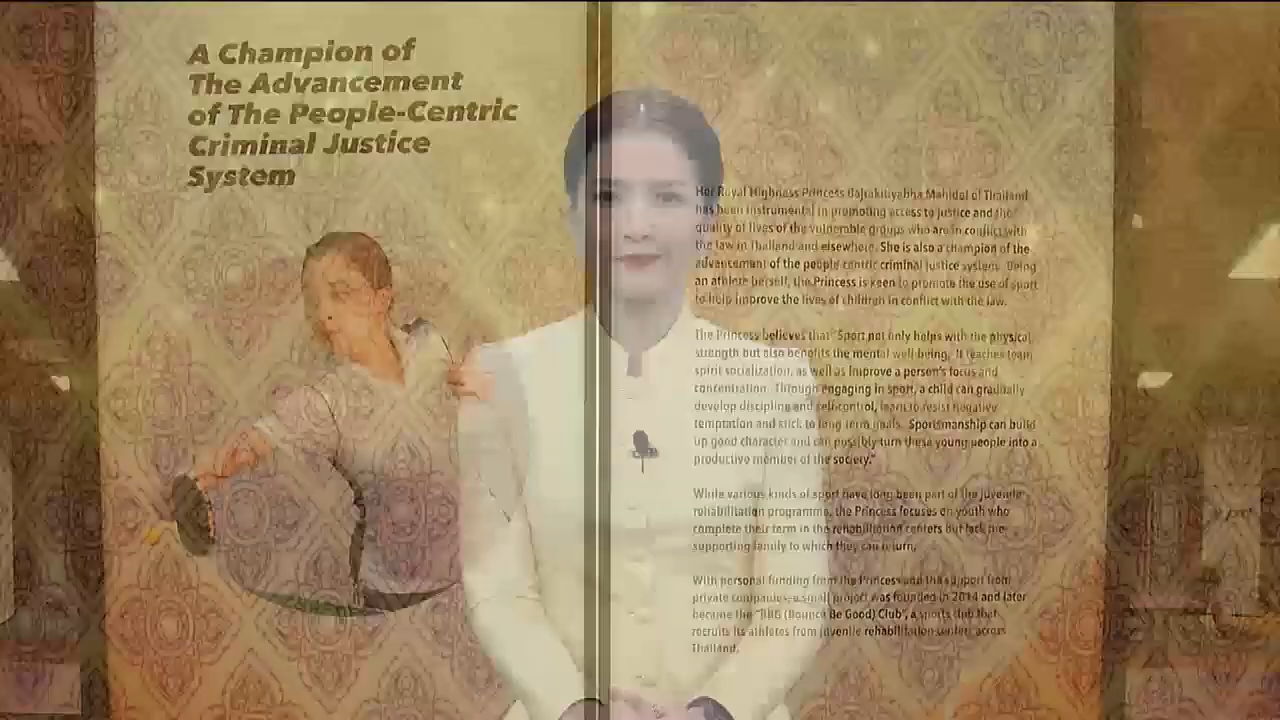 A Champion of
The Advancement
of The People-Centric
Criminal Justice
System
Her Royal Highness Princess Bajrakitiyabha Mahidol of Thailand
has been instrumental in promoting access to justice and the
quality of lives of the vulnerable groups who are in conflict with
the law in Thailand and elsewhere. She is also a champion of the
advancement of the people centric criminal justice system. Being
an athlete herself, the Princess is keen to promote the use of sport
to help improve the lives of children in conflict with the law.
The Princess believes that "Sport not only helps with the physical
strength but also benefits the mental well-being. It teaches team
spirit socialization, as well as improve a person's focus and
concentration. Through engaging in sport, a child can gradually
develop discipline and self-control, learn to resist negative
temptation and stick to long term goals. Sportsmanship can build
up good character and can possibly turn these young people into a
productive member of the society."
While various kinds of sport have long been part of the juvenile
rehabilitation programme, the Princess focuses on youth who
complete their term in the rehabilitation centers but lack the
supporting family to which they can return.
With personal funding from the Princess and the support from
private companies, a small project was founded in 2014 and later
became the "BBG (Bounce Be Good) Club", a sports club that
recruits its athletes from juvenile rehabilitation centers across
Thailand.